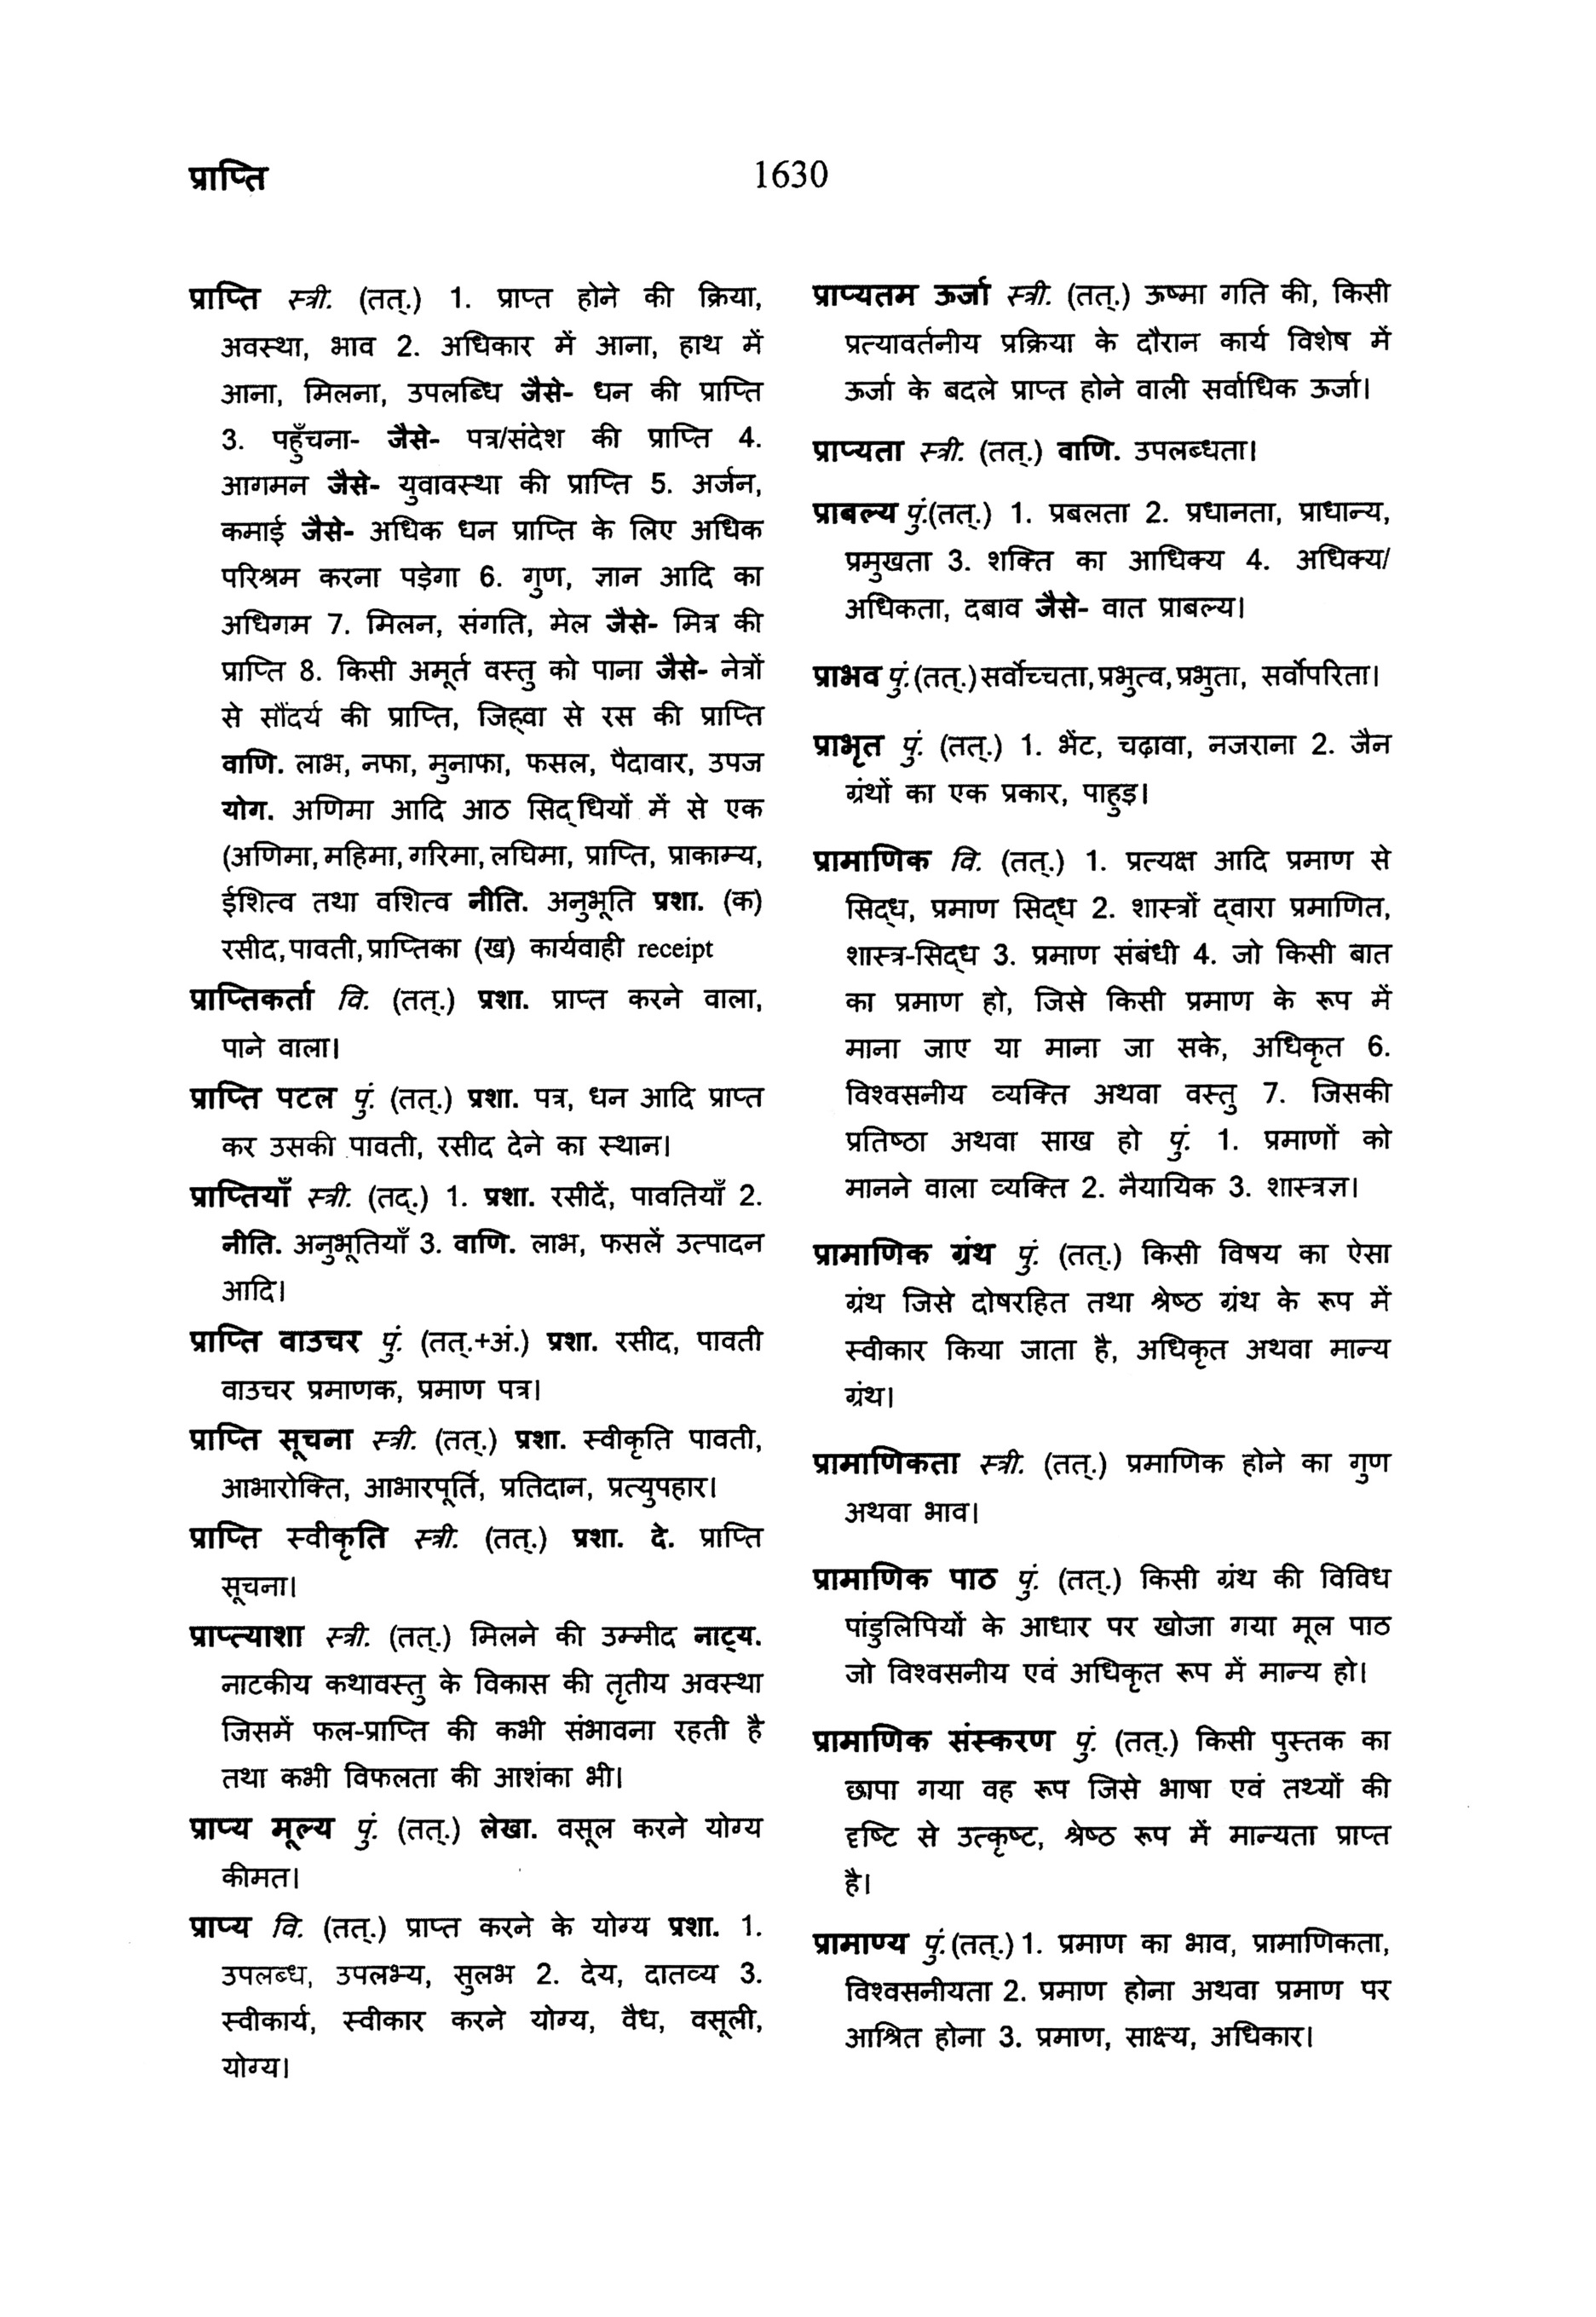 प्राप्ति
1630
प्राप्ति स्त्री. (तत्.) 1. प्राप्त होने की क्रिया,
अवस्था, भाव 2. अधिकार में आना, हाथ में
आना, मिलना, उपलब्धि जैसे- धन की प्राप्ति
3. पहुँचना- जैसे- पत्र/संदेश की प्राप्ति 4.
आगमन जैसे- युवावस्था की प्राप्ति 5. अर्जन,
कमाई जैसे- अधिक धन प्राप्ति के लिए अधिक
परिश्रम करना पड़ेगा 6. गुण, ज्ञान आदि का
अधिगम 7. मिलन, संगति, मेल जैसे- मित्र की
प्राप्ति 8. किसी अमूर्त वस्तु को पाना जैसे- नेत्रों
से सौंदर्य की प्राप्ति, जिह्वा से रस की प्राप्ति
वाणि. लाभ, नफा, मुनाफा, फसल, पैदावार, उपज
योग. अणिमा आदि आठ सिद्धियों में से एक
(अणिमा, महिमा, गरिमा, लघिमा, प्राप्ति, प्राकाम्य,
ईशित्व तथा वशित्व नीति. अनुभूति प्रशा. (क)
रसीद, पावती, प्राप्तिका (ख) कार्यवाही receipt
प्राप्तिकर्ता वि. (तत्.) प्रशा. प्राप्त करने वाला,
पाने वाला।
प्राप्ति पटल पुं. (तत्.) प्रशा. पत्र, धन आदि प्राप्त
कर उसकी पावती, रसीद देने का स्थान।
प्राप्तियाँ स्त्री. (तद्.) 1. प्रशा. रसीदें, पावतियाँ 2.
नीति. अनुभूतियाँ 3. वाणि. लाभ, फसलें उत्पादन
आदि।
प्राप्ति वाउचर पुं. (तत्.+अं.) प्रशा. रसीद, पावती
वाउचर प्रमाणक, प्रमाण पत्र।
प्राप्ति सूचना स्त्री. (तत्.) प्रशा. स्वीकृति पावती,
आभारोक्ति, आभारपूर्ति, प्रतिदान, प्रत्युपहार।
प्राप्ति स्वीकृति स्त्री. (तत्.) प्रशा. दे. प्राप्ति
सूचना।
प्राप्त्याशा स्त्री. (तत्.) मिलने की उम्मीद नाट्य.
नाटकीय कथावस्तु के विकास की तृतीय अवस्था
जिसमें फल-प्राप्ति की कभी संभावना रहती है
तथा कभी विफलता की आशंका भी।
प्राप्य मूल्य पुं. (तत्.) लेखा. वसूल करने योग्य
कीमत।
प्राप्य वि. (तत्.) प्राप्त करने के योग्य प्रशा. 1.
उपलब्ध, उपलभ्य, सुलभ 2. देय, दातव्य 3.
स्वीकार्य, स्वीकार करने योग्य, वैध, वसूली,
योग्य।
प्राप्यतम ऊर्जा स्त्री. (तत्.) ऊष्मा गति की, किसी
प्रत्यावर्तनीय प्रक्रिया के दौरान कार्य विशेष में
ऊर्जा के बदले प्राप्त होने वाली सर्वाधिक ऊर्जा।
प्राप्यता स्त्री. (तत्.) वाणि. उपलब्धता।
प्राबल्य पुं.(तत्.) 1. प्रबलता 2. प्रधानता, प्राधान्य,
प्रमुखता 3. शक्ति का आधिक्य 4. अधिक्य/
अधिकता, दबाव जैसे- वात प्राबल्य।
प्राभव पुं.(तत्.) सर्वोच्चता, प्रभुत्व, प्रभुता, सर्वोपरिता।
प्राभृत पुं. (तत्.) 1. भेंट, चढ़ावा, नजराना 2. जैन
ग्रंथों का एक प्रकार, पाहुइ।
प्रामाणिक वि. (तत्.) 1. प्रत्यक्ष आदि प्रमाण से
सिद्ध, प्रमाण सिद्ध 2. शास्त्रों द्वारा प्रमाणित,
शास्त्र-सिद्ध 3. प्रमाण संबंधी 4. जो किसी बात
का प्रमाण हो, जिसे किसी प्रमाण के रूप में
माना जाए या माना जा सके, अधिकृत 6.
विश्वसनीय व्यक्ति अथवा वस्तु 7. जिसकी
प्रतिष्ठा अथवा साख हो पुं. 1. प्रमाणों को
मानने वाला व्यक्ति 2. नैयायिक 3. शास्त्रज्ञ।
प्रामाणिक ग्रंथ पुं. (तत्.) किसी विषय का ऐसा
ग्रंथ जिसे दोषरहित तथा श्रेष्ठ ग्रंथ के रूप में
स्वीकार किया जाता है, अधिकृत अथवा मान्य
ग्रंथ।
प्रामाणिकता स्त्री. (तत्.) प्रमाणिक होने का गुण
अथवा भाव।
प्रामाणिक पाठ पुं. (तत्.) किसी ग्रंथ की विविध
पांडुलिपियों के आधार पर खोजा गया मूल पाठ
जो विश्वसनीय एवं अधिकृत रूप में मान्य हो।
प्रामाणिक संस्करण पुं. (तत्.) किसी पुस्तक का
छापा गया वह रूप जिसे भाषा एवं तथ्यों की
दृष्टि से उत्कृष्ट, श्रेष्ठ रूप में मान्यता प्राप्त
है।
प्रामाण्य पुं.(तत्.) 1. प्रमाण का भाव, प्रामाणिकता,
विश्वसनीयता 2. प्रमाण होना अथवा प्रमाण पर
आश्रित होना 3. प्रमाण, साक्ष्य, अधिकार।